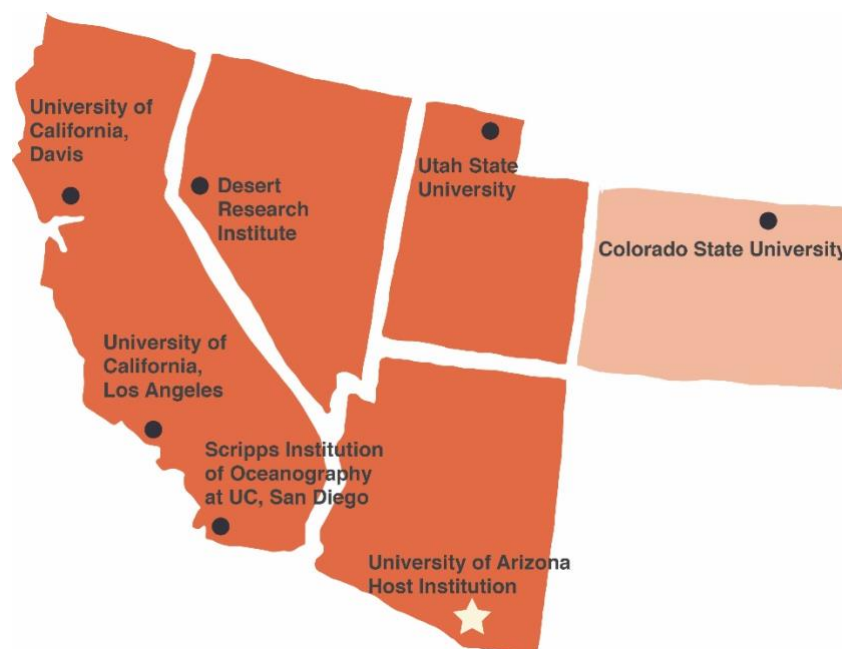 University of
California,
Davis
Desert
Research
Institute
Utah State
University
Colorado State University
University of
California,
Los Angeles
Scripps Institution
of Oceanography
at UC, San Diego
University of Arizona
Host Institution